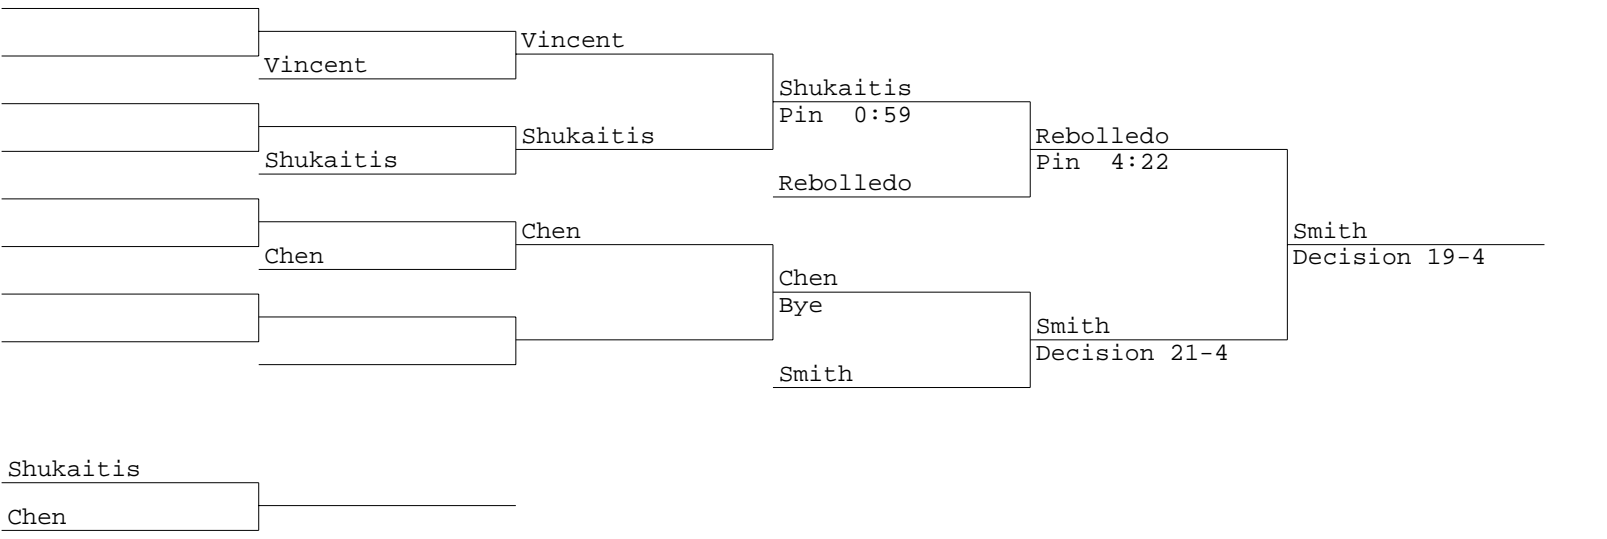 Vincent
Vincent
Shukaitis
Pin  0:59
Shukaitis
Rebolledo
Shukaitis
Pin  4:22
Rebolledo
Chen
Smith
Chen
Decision 19-4
Chen
Bye
Smith
Decision 21-4
Smith
Shukaitis
Chen